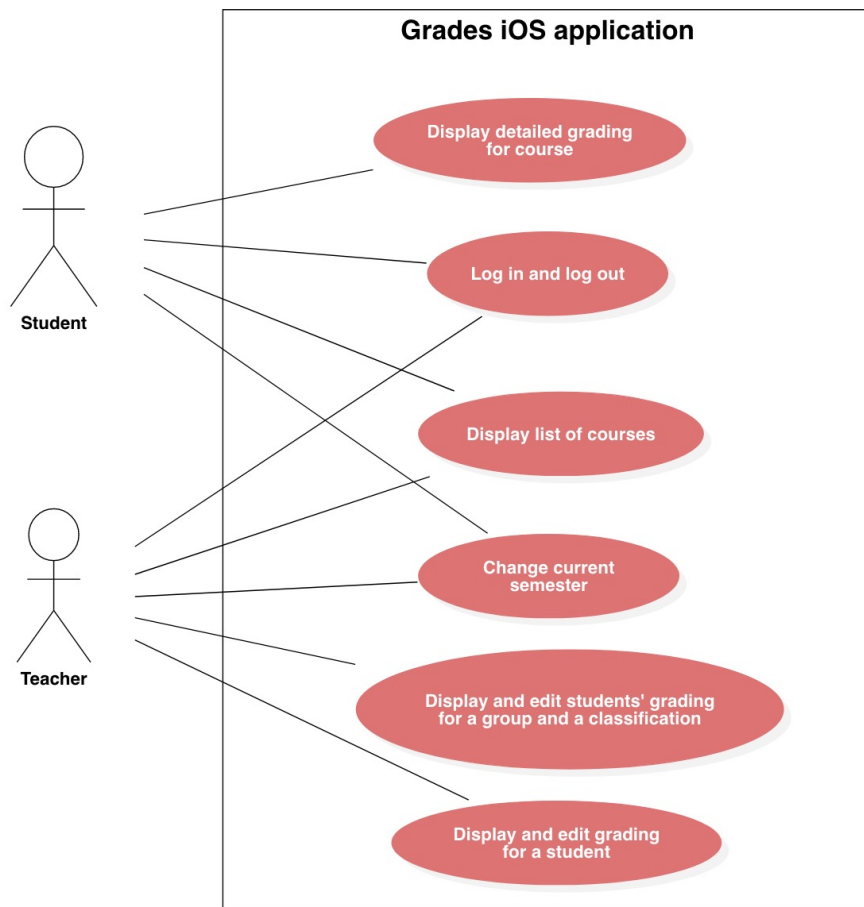 Grades iOS application
Display detailed grading
for course
Log in and log out
Student
Display list of courses
Change current
semester
Teacher
Display and edit students' grading
for a group and a classification
Display and edit grading
for a student